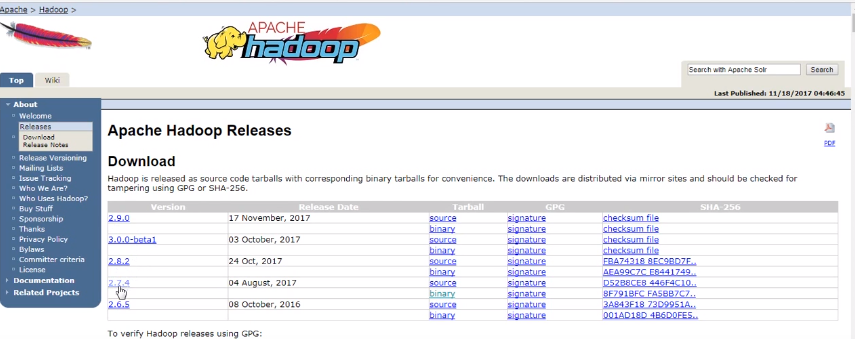 Apache > Hadoop >
APACHE
hadoop
Top Wiki
Search with Apache Solr Search
Last Published: 11/18/2017 04:46:45
About
Welcome
Releases
Download
Release Notes
Release Versioning
Mailing Lists
Issue Tracking
Who We Are?
Who Uses Hadoop?
Buy Stuff
Sponsorship
Thanks
Privacy Policy
Bylaws
Committer criteria
License
Documentation
Related Projects
Apache Hadoop Releases
PDF
Download
Hadoop is released as source code tarballs with corresponding binary tarballs for convenience. The downloads are distributed via mirror sites and should be checked for
tampering using GPG or SHA-256.
Version Release Date Tarball GPG SHA-256
2.9.0 17 November, 2017 source signature checksum file
binary signature checksum file
3.0.0-beta1 03 October, 2017 source signature checksum file
binary signature checksum file
2.8.2 24 Oct, 2017 source signature FBA74318 8EC9BD7F..
binary signature AEA99C7C E8441749..
2.7.4 04 August, 2017 source signature D52B8CE8 446F4C10..
binary signature 8F791BFC FA5BB7C7..
2.6.5 08 October, 2016 source signature 3A843F18 73D9951A..
binary signature 001AD18D 4B6D0FE5..
To verify Hadoop releases using GPG: